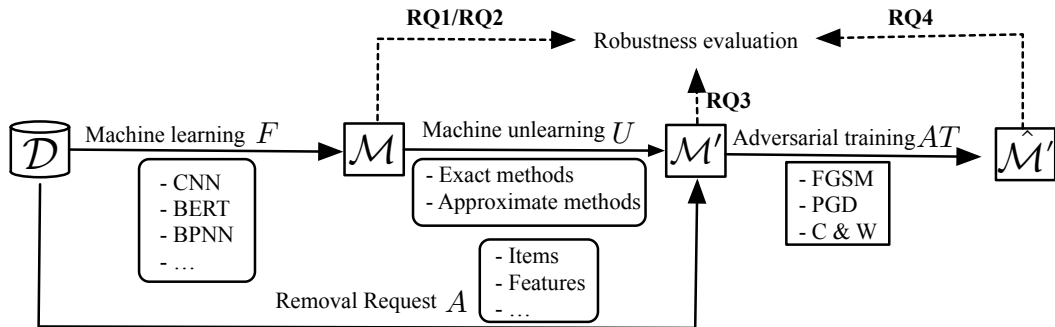 RQ1/RQ2
RQ4
Robustness evaluation
RQ3
Machine learning F
Machine unlearning U
Adversarial training AT
D
M
M′
M̂′
- CNN
- BERT
- BPNN
- ...
- Exact methods
- Approximate methods
- FGSM
- PGD
- C & W
- Items
- Features
- ...
Removal Request A